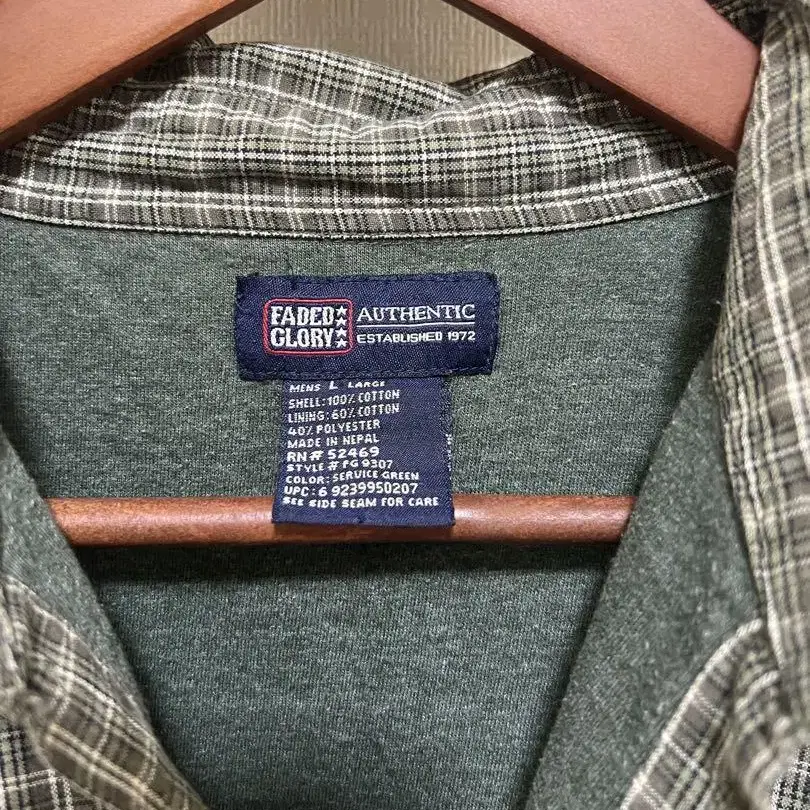 FADED GLORY
AUTHENTIC
ESTABLISHED 1972
MENS L LARGE
SHELL: 100% COTTON
LINING: 60% COTTON
40% POLYESTER
MADE IN NEPAL
RN# 52469
STYLE # FG 9307
COLOR: SERVICE GREEN
UPC: 6 9239950207
SEE SIDE SEAM FOR CARE